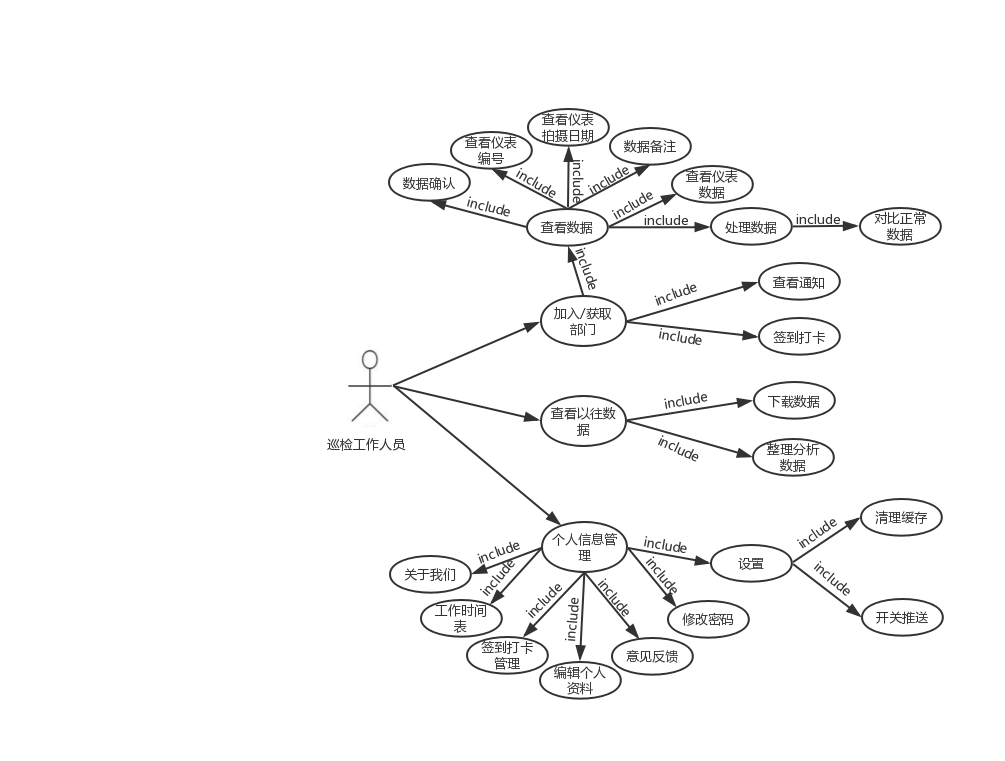 查看仪表
拍摄日期
查看仪表
编号
数据备注
数据确认
查看仪表
数据
include
include
include
include
include
include
include
查看数据
处理数据
对比正常
数据
include
加入/获取
部门
include
查看通知
include
签到打卡
巡检工作人员
查看以往数
据
include
下载数据
include
整理分析
数据
个人信息管
理
include
设置
include
清理缓存
include
开关推送
include
关于我们
include
工作时间
表
include
签到打卡
管理
include
编辑个人
资料
include
意见反馈
include
修改密码